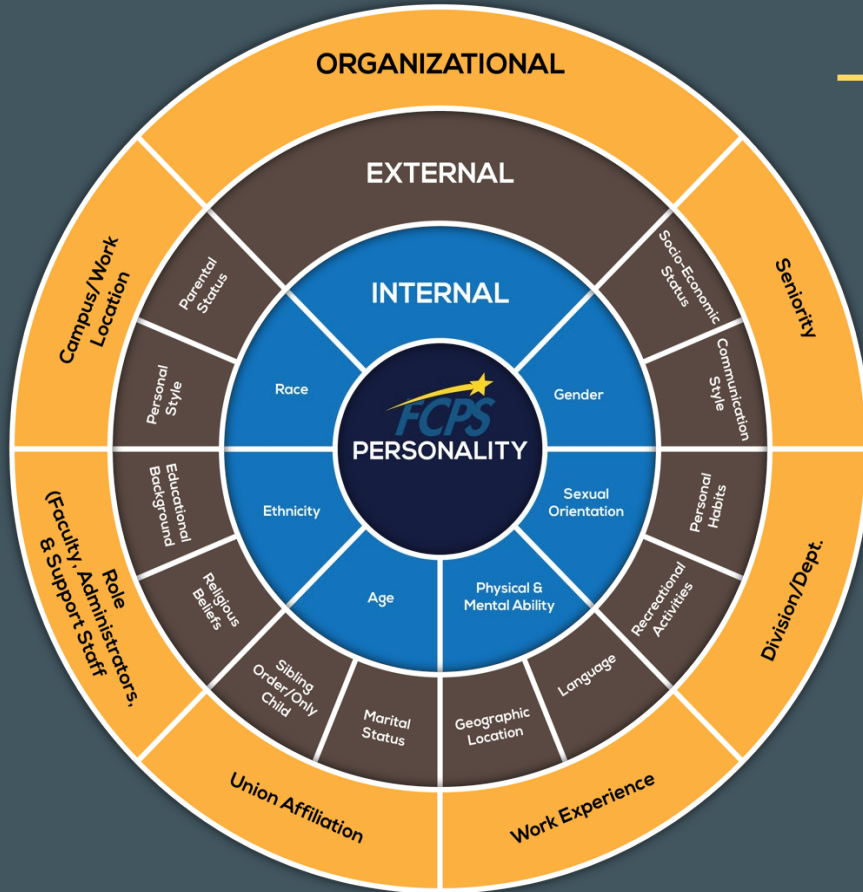 ORGANIZATIONAL
EXTERNAL
INTERNAL
FCPS
PERSONALITY
Race
Gender
Ethnicity
Sexual
Orientation
Age
Physical &
Mental Ability
Parental
Status
Socio-Economic
Status
Personal
Style
Communication
Style
Educational
Background
Personal
Habits
Religious
Beliefs
Recreational
Activities
Sibling
Order/Only
Child
Marital
Status
Geographic
Location
Language
Campus/Work
Location
Seniority
Role
(Faculty, Administrators,
& Support Staff
Division/Dept.
Union Affiliation
Work Experience